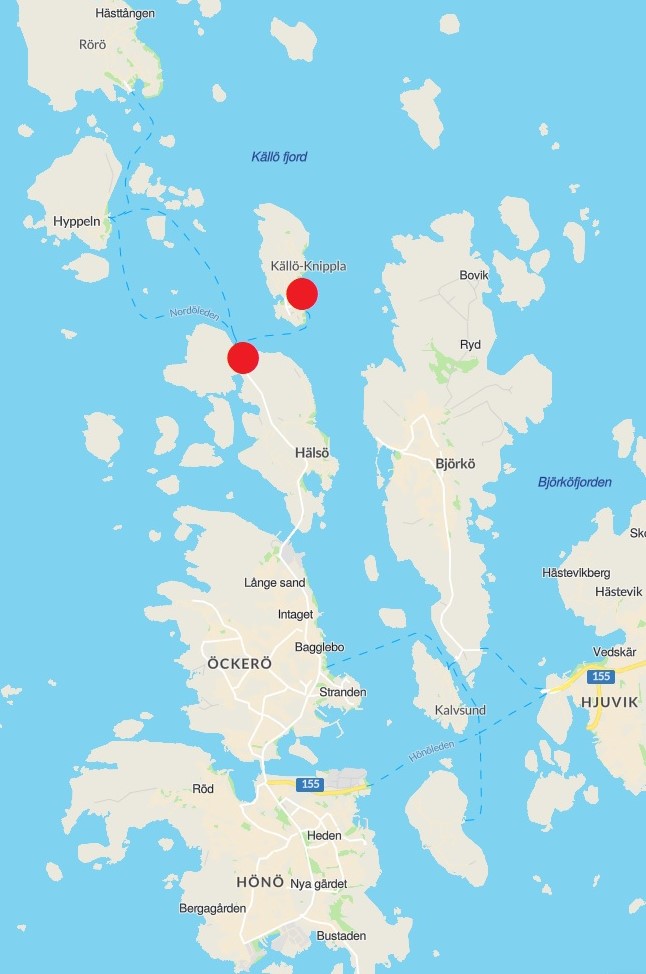 Hästtången
Rörö
Källö fjord
Hyppeln
Källö-Knippla
Bovik
Nordöleden
Ryd
Hälsö
Björkö
Björköfjorden
Sk
Hästevikberg
Långe sand
Hästevik
Intaget
Bagglebo
Vedskär
ÖCKERÖ
155
Stranden
HJUVIK
Kalvsund
Hönöleden
155
Röd
Heden
HÖNÖ
Nya gärdet
Bergagården
Bustaden